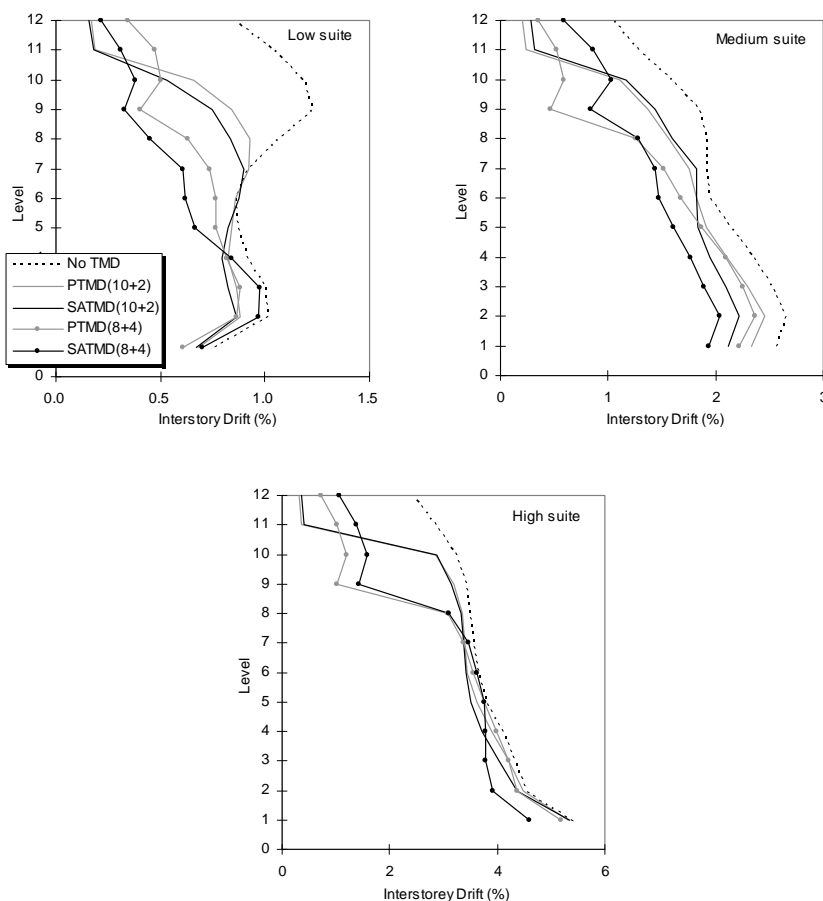 Low suite
12
11
10
9
8
7
6
5
3
2
1
0
Level
0.0 0.5 1.0 1.5
Interstory Drift (%)
No TMD
PTMD(10+2)
SATMD(10+2)
PTMD(8+4)
SATMD(8+4)
Medium suite
12
11
10
9
8
7
6
5
4
3
2
1
0
Level
0 1 2 3
Interstory Drift (%)
High suite
12
11
10
9
8
7
6
5
4
3
2
1
0
Level
0 2 4 6
Interstorey Drift (%)